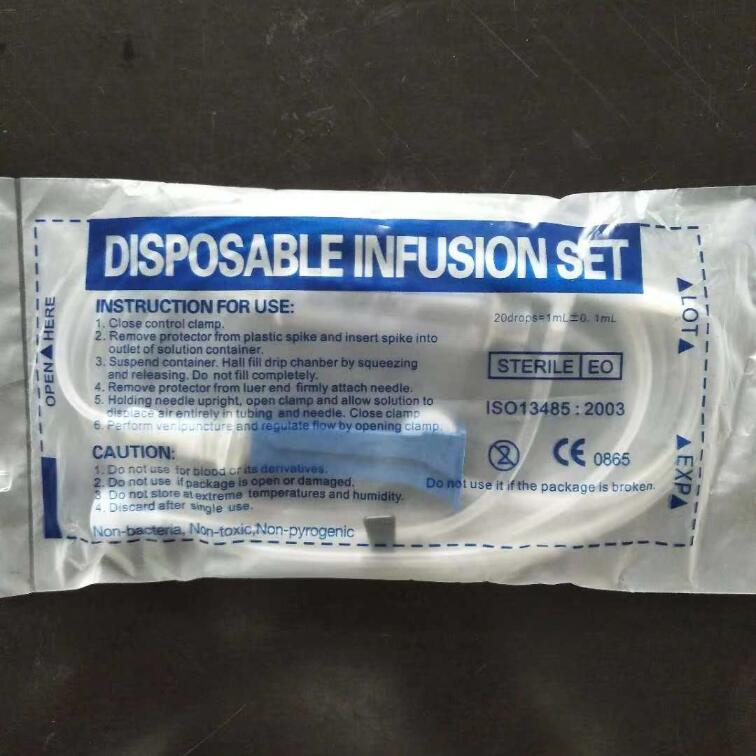 DISPOSABLE INFUSION SET
OPEN ▲ HERE
INSTRUCTION FOR USE:
1. Close control clamp.
2. Remove protector from plastic spike and insert spike into
outlet of solution container.
3. Suspend container. Hall fill drip chanber by squeezing
and releasing. Do not fill completely.
4. Remove protector from luer end firmly attach needle.
5. Holding needle upright, open clamp and allow solution to
displace air entirely in tubing and needle. Close clamp
6. Perform venipuncture and regulate flow by opening clamp.
CAUTION:
1. Do not use for blood or its derivatives.
2. Do not use if package is open or damaged.
3. Do not store at extreme temperatures and humidity.
4. Discard after single use.
Non-bacteria, Non-toxic, Non-pyrogenic
20drops=1mL±0.1mL
STERILE EO
ISO13485:2003
2
CE 0865
Do not use it if the package is broken.
▲LOT▲
▲EXP▲